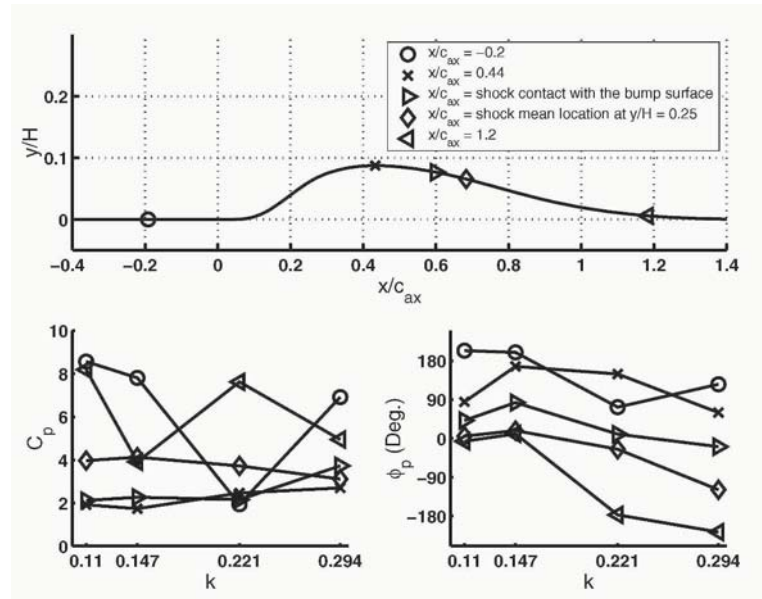 y/H
0.2
0.1
0
−0.4
−0.2
0
0.2
0.4
0.6
0.8
1
1.2
1.4
x/c_ax
x/c_ax = −0.2
x/c_ax = 0.44
x/c_ax = shock contact with the bump surface
x/c_ax = shock mean location at y/H = 0.25
x/c_ax = 1.2
C_p
10
8
6
4
2
0
0.11
0.147
0.221
0.294
k
ϕ_p (Deg.)
180
90
0
−90
−180
0.11
0.147
0.221
0.294
k